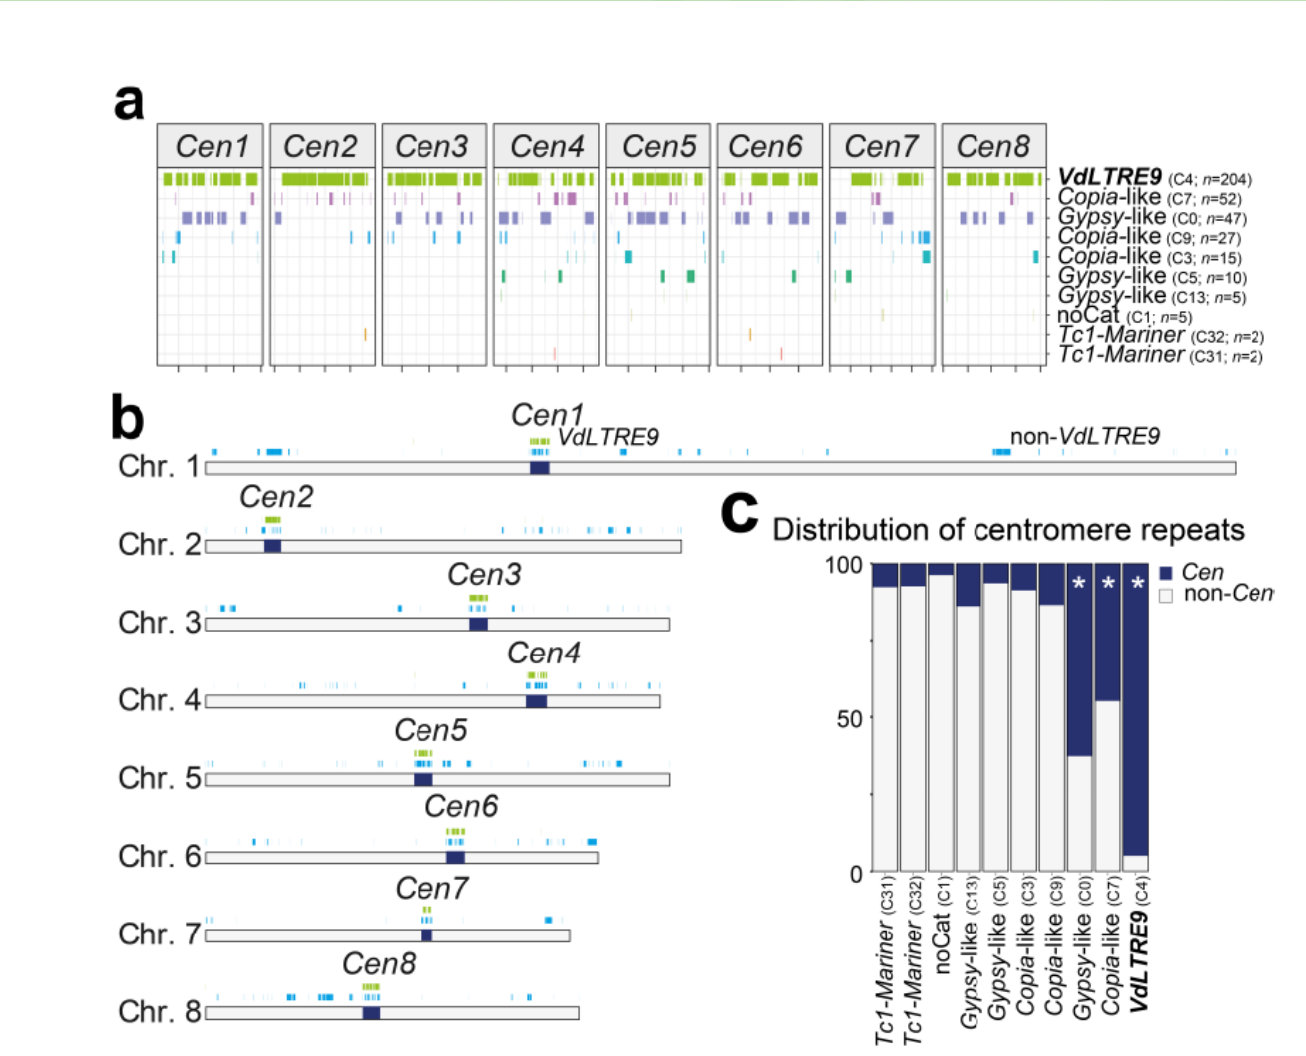 a
Cen1 Cen2 Cen3 Cen4 Cen5 Cen6 Cen7 Cen8
VdLTRE9 (C4; n=204)
Copia-like (C7; n=52)
Gypsy-like (C0; n=47)
Copia-like (C9; n=27)
Copia-like (C3; n=15)
Gypsy-like (C5; n=10)
Gypsy-like (C13; n=5)
noCat (C1; n=5)
Tc1-Mariner (C32; n=2)
Tc1-Mariner (C31; n=2)
b
Cen1
VdLTRE9
non-VdLTRE9
Chr. 1
Cen2
Chr. 2
Cen3
Chr. 3
Cen4
Chr. 4
Cen5
Chr. 5
Cen6
Chr. 6
Cen7
Chr. 7
Cen8
Chr. 8
c
Distribution of centromere repeats
100
50
0
* * *
Cen
non-Cen
Tc1-Mariner (C31)
Tc1-Mariner (C32)
noCat (C1)
Gypsy-like (C13)
Gypsy-like (C5)
Copia-like (C3)
Copia-like (C9)
Gypsy-like (C0)
Copia-like (C7)
VdLTRE9 (C4)